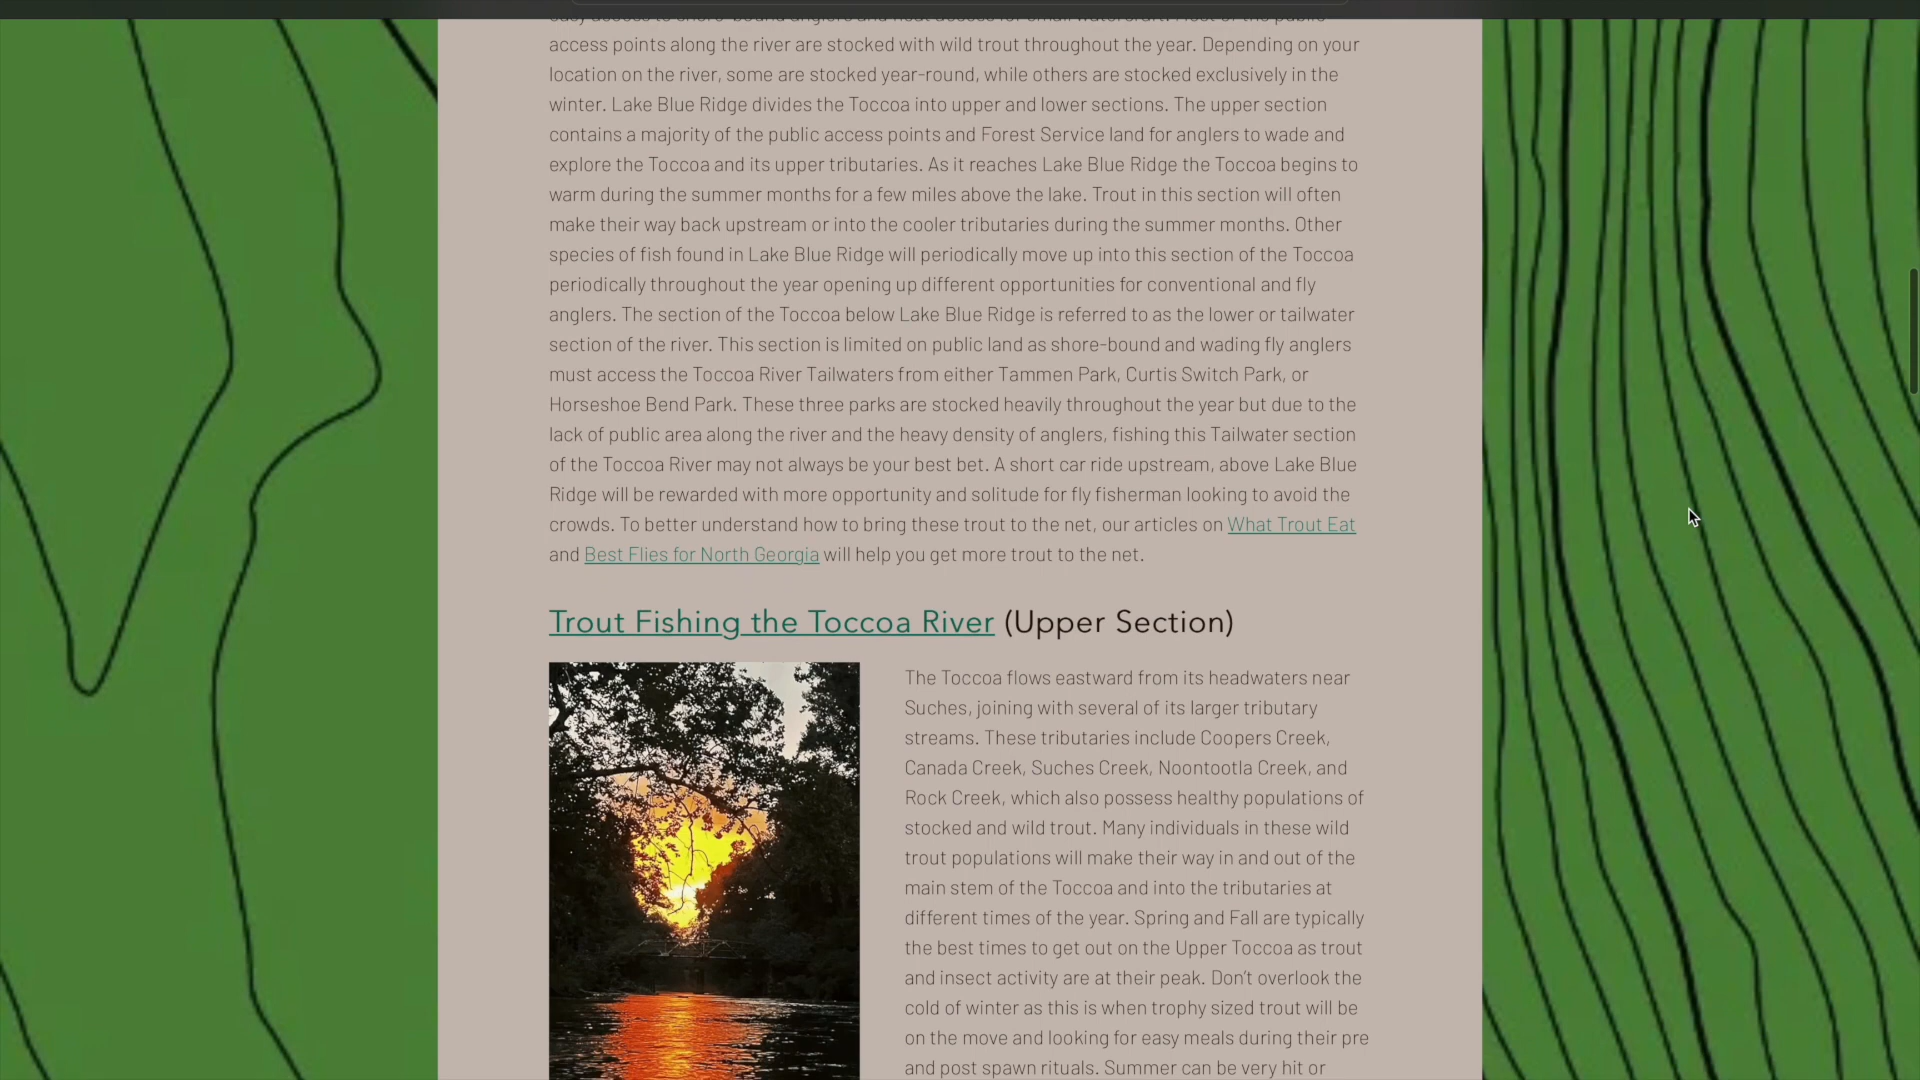 easy access to shore-bound anglers and float access for small watercraft. Most of the public
access points along the river are stocked with wild trout throughout the year. Depending on your
location on the river, some are stocked year-round, while others are stocked exclusively in the
winter. Lake Blue Ridge divides the Toccoa into upper and lower sections. The upper section
contains a majority of the public access points and Forest Service land for anglers to wade and
explore the Toccoa and its upper tributaries. As it reaches Lake Blue Ridge the Toccoa begins to
warm during the summer months for a few miles above the lake. Trout in this section will often
make their way back upstream or into the cooler tributaries during the summer months. Other
species of fish found in Lake Blue Ridge will periodically move up into this section of the Toccoa
periodically throughout the year opening up different opportunities for conventional and fly
anglers. The section of the Toccoa below Lake Blue Ridge is referred to as the lower or tailwater
section of the river. This section is limited on public land as shore-bound and wading fly anglers
must access the Toccoa River Tailwaters from either Tammen Park, Curtis Switch Park, or
Horseshoe Bend Park. These three parks are stocked heavily throughout the year but due to the
lack of public area along the river and the heavy density of anglers, fishing this Tailwater section
of the Toccoa River may not always be your best bet. A short car ride upstream, above Lake Blue
Ridge will be rewarded with more opportunity and solitude for fly fisherman looking to avoid the
crowds. To better understand how to bring these trout to the net, our articles on What Trout Eat
and Best Flies for North Georgia will help you get more trout to the net.
Trout Fishing the Toccoa River (Upper Section)
The Toccoa flows eastward from its headwaters near
Suches, joining with several of its larger tributary
streams. These tributaries include Coopers Creek,
Canada Creek, Suches Creek, Noontootla Creek, and
Rock Creek, which also possess healthy populations of
stocked and wild trout. Many individuals in these wild
trout populations will make their way in and out of the
main stem of the Toccoa and into the tributaries at
different times of the year. Spring and Fall are typically
the best times to get out on the Upper Toccoa as trout
and insect activity are at their peak. Don't overlook the
cold of winter as this is when trophy sized trout will be
on the move and looking for easy meals during their pre
and post spawn rituals. Summer can be very hit or